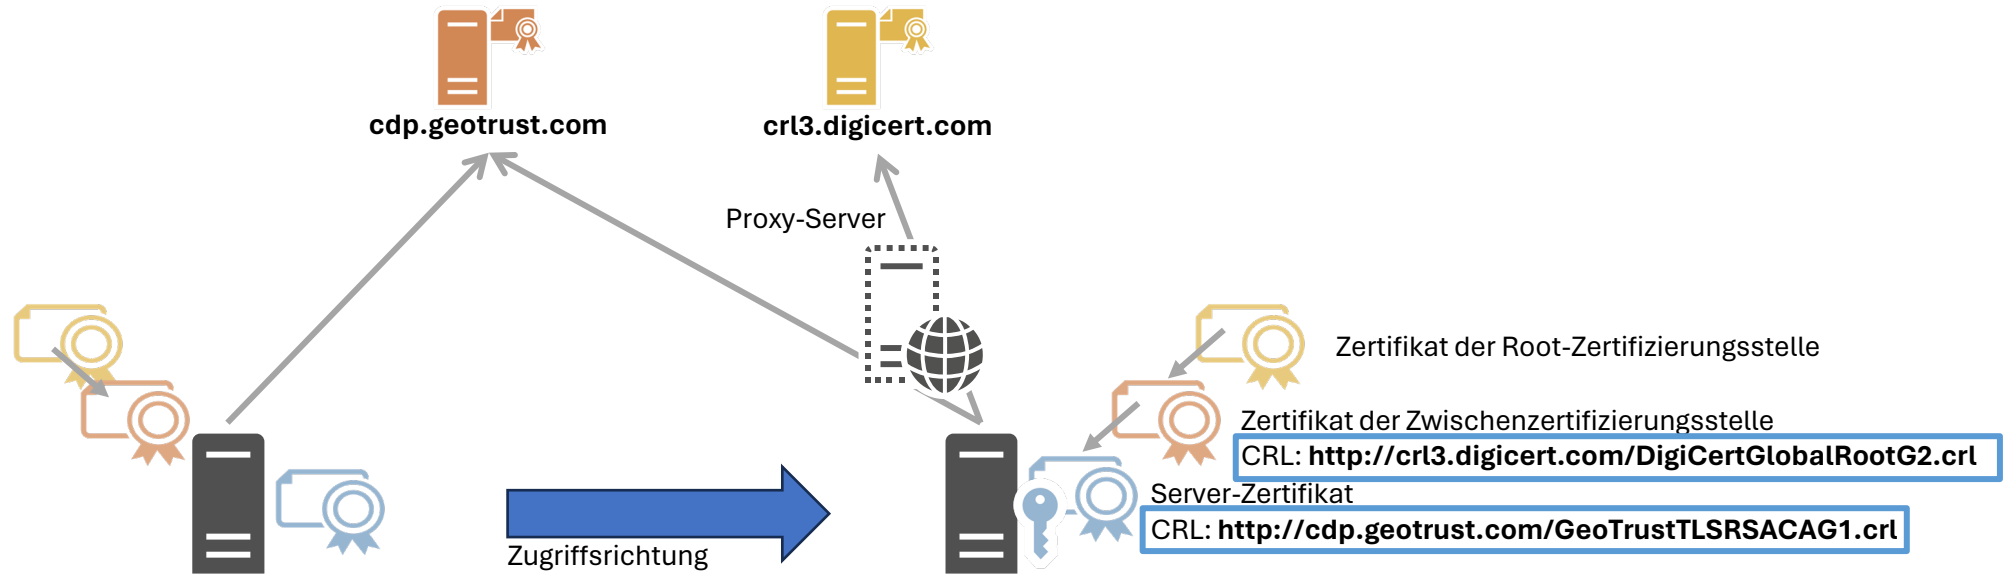 cdp.geotrust.com
crl3.digicert.com
Proxy-Server
Zertifikat der Root-Zertifizierungsstelle
Zertifikat der Zwischenzertifizierungsstelle
CRL: http://crl3.digicert.com/DigiCertGlobalRootG2.crl
Server-Zertifikat
CRL: http://cdp.geotrust.com/GeoTrustTLSRSACAG1.crl
Zugriffsrichtung